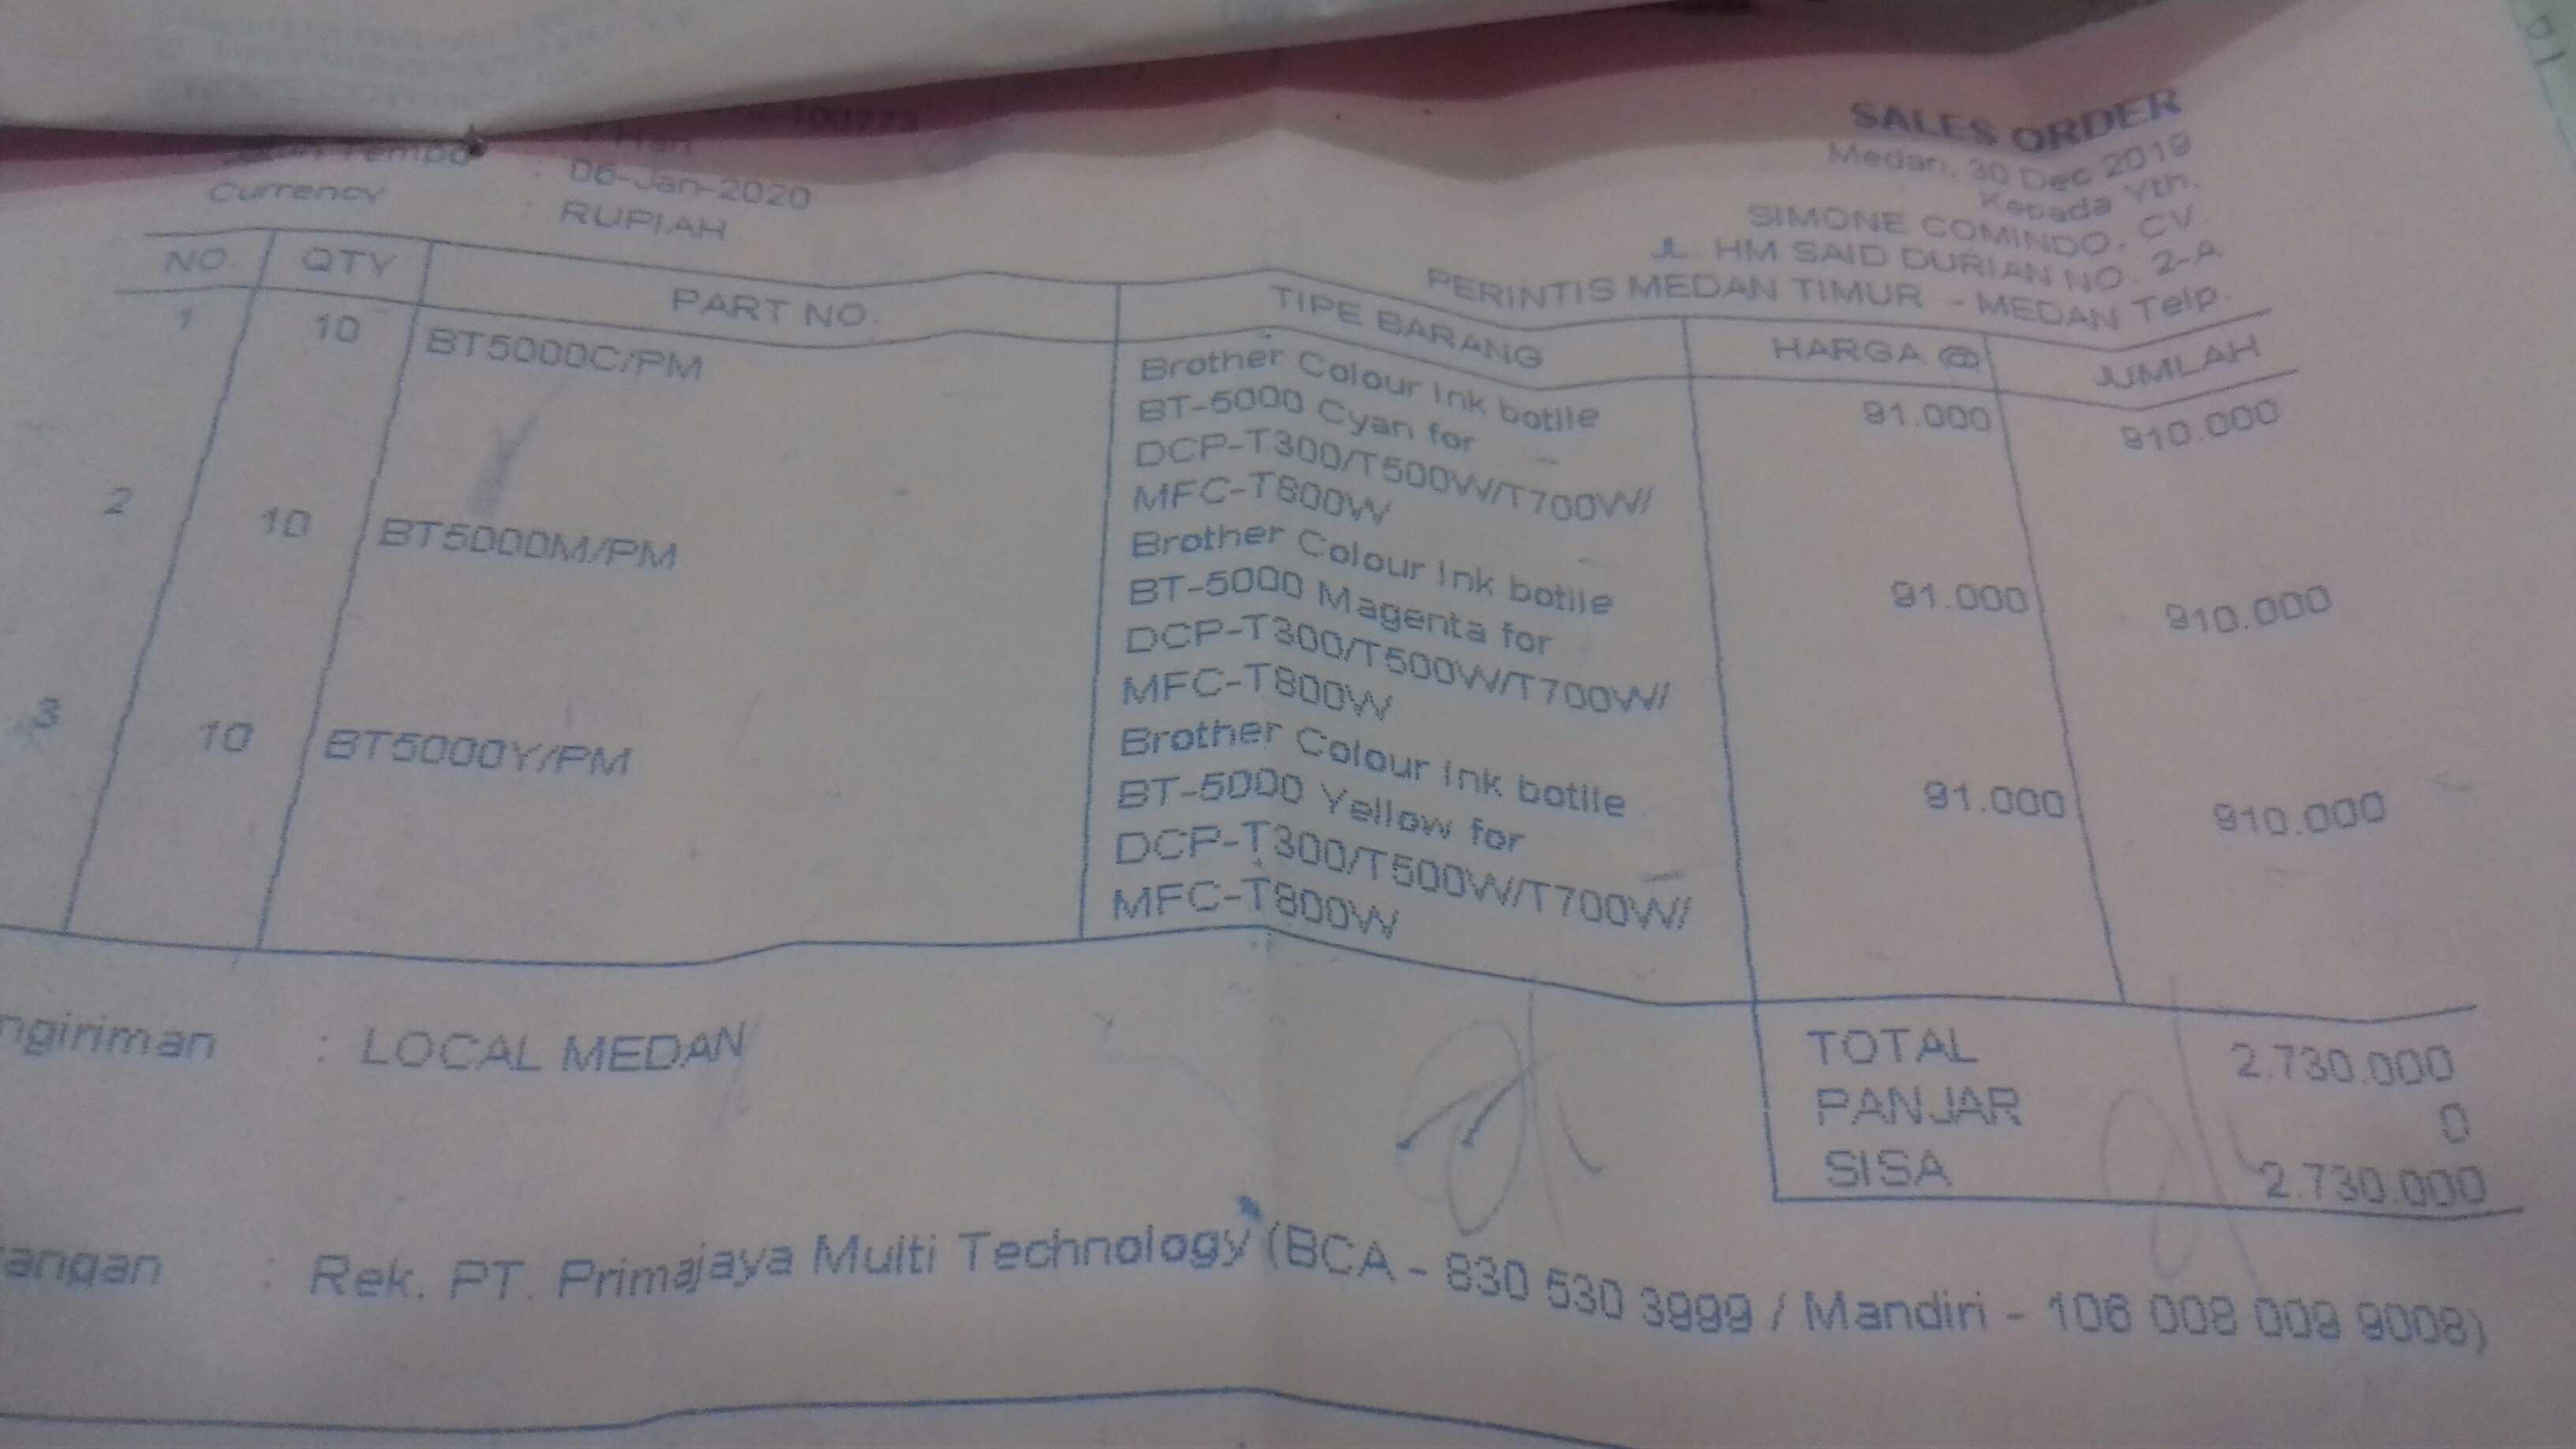 SALES ORDER
Medan, 30 Dec 2019
Kepada Yth,
SIMONE COMINDO, CV.
JL. HM SAID DURIAN NO. 2-A
PERINTIS MEDAN TIMUR - MEDAN Telp.
Tempo : 06-Jan-2020
Currency : RUPIAH
NO. QTY PART NO. TIPE BARANG HARGA @ JUMLAH
1 10 BT5000C/PM Brother Colour Ink botlle 91.000 910.000
BT-5000 Cyan for
DCP-T300/T500W/T700W/
MFC-T800W
2 10 BT5000M/PM Brother Colour Ink botlle 91.000 910.000
BT-5000 Magenta for
DCP-T300/T500W/T700W/
MFC-T800W
3 10 BT5000Y/PM Brother Colour Ink botlle 91.000 910.000
BT-5000 Yellow for
DCP-T300/T500W/T700W/
MFC-T800W
TOTAL 2.730.000
PANJAR 0
SISA 2.730.000
ngiriman : LOCAL MEDAN
angan : Rek. PT. Primajaya Multi Technology (BCA - 830 530 3999 / Mandiri - 106 008 009 9008)